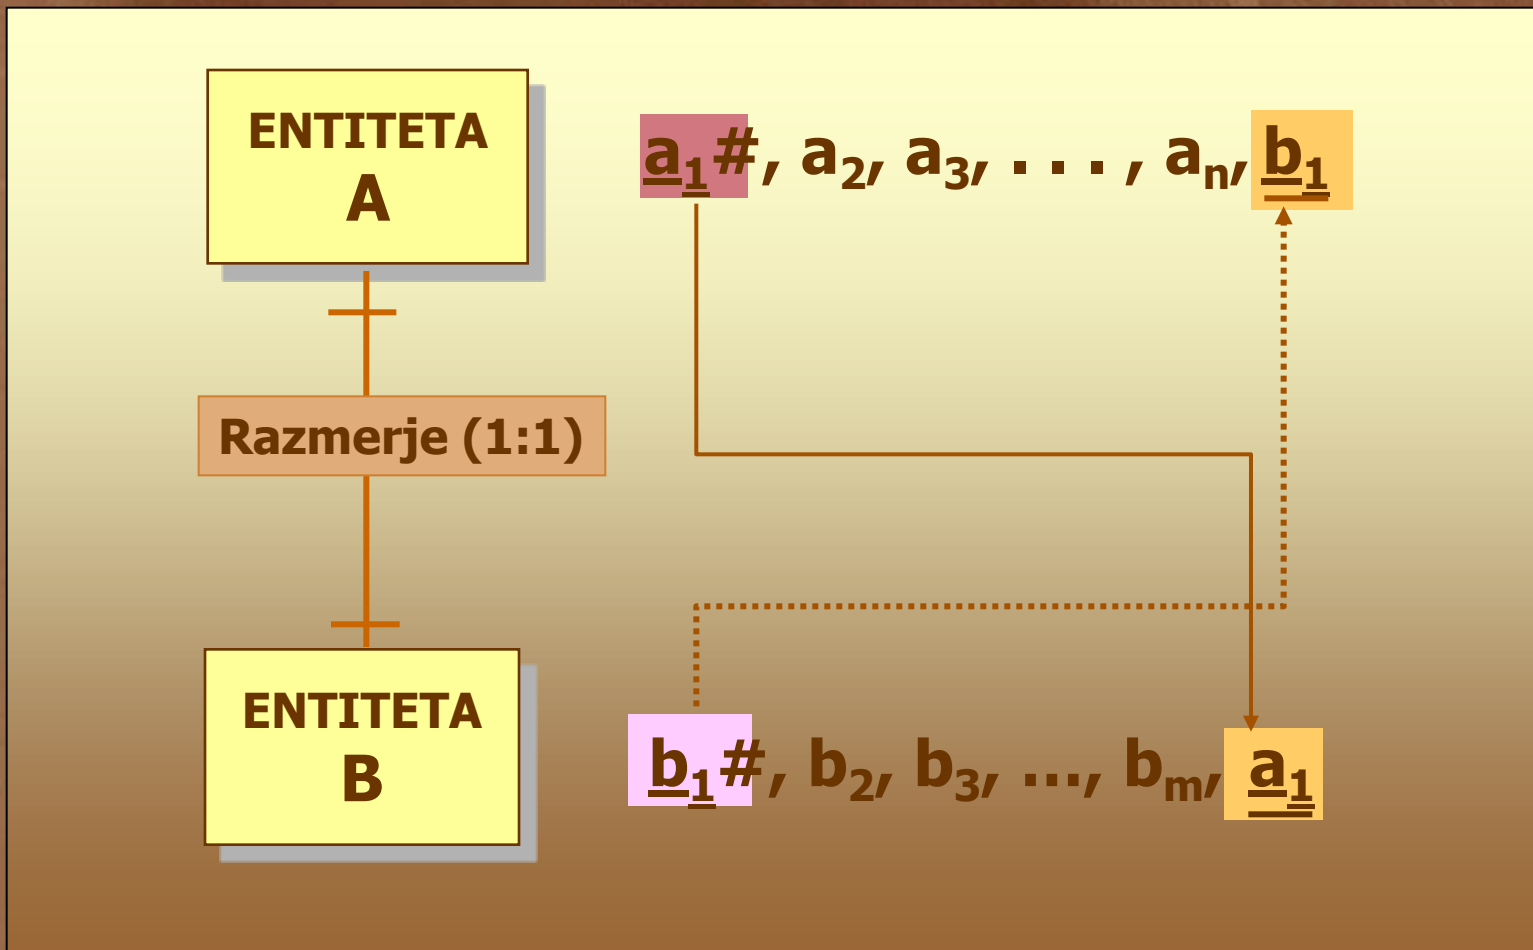 ENTITETA
A
a₁#, a₂, a₃, . . . , aₙ, b₁
Razmerje (1:1)
ENTITETA
B
b₁#, b₂, b₃, ..., bₘ, a₁